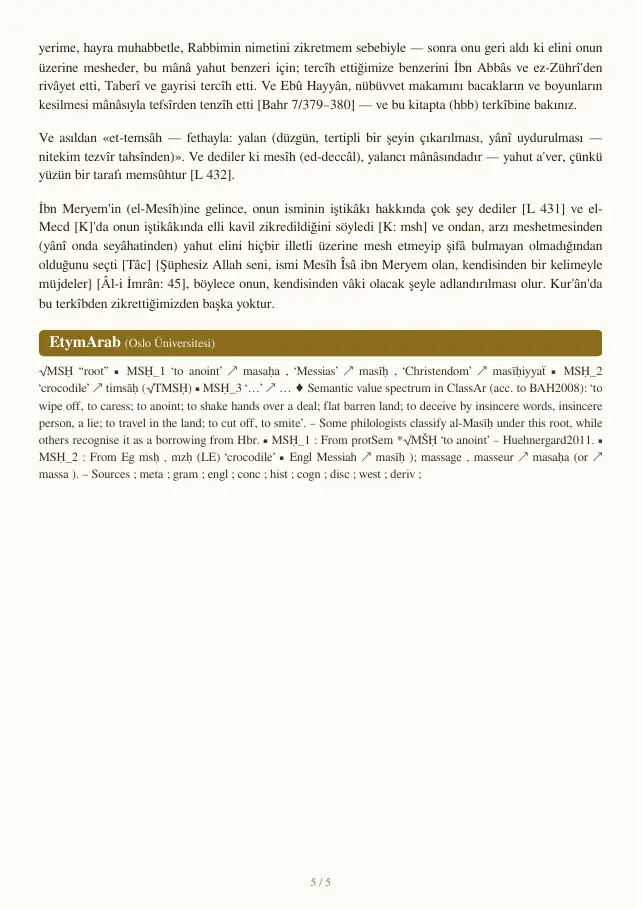 yerime, hayra muhabbetle, Rabbimin nimetini zikretmem sebebiyle — sonra onu geri aldı ki elini onun
üzerine mesheder, bu mânâ yahut benzeri için; tercîh ettiğimize benzerini İbn Abbâs ve ez-Zührî'den
rivâyet etti, Taberî ve gayrisi tercîh etti. Ve Ebû Hayyân, nübüvvet makamını bacakların ve boyunların
kesilmesi mânâsıyla tefsîrden tenzîh etti [Bahr 7/379–380] — ve bu kitapta (hbb) terkîbine bakınız.
Ve asıldan «et-temsâh — fethayla: yalan (düzgün, tertipli bir şeyin çıkarılması, yânî uydurulması —
nitekim tezvîr tahsînden)». Ve dediler ki mesîh (ed-deccâl), yalancı mânâsındadır — yahut a'ver, çünkü
yüzün bir tarafı memsûhtur [L 432].
İbn Meryem'in (el-Mesîh)ine gelince, onun isminin iştikâkı hakkında çok şey dediler [L 431] ve el-
Mecd [K]'da onun iştikâkında elli kavil zikredildiğini söyledi [K: msh] ve ondan, arzı meshetmesinden
(yânî onda seyâhatinden) yahut elini hiçbir illetli üzerine mesh etmeyip şifâ bulmayan olmadığından
olduğunu seçti [Tâc] {Şüphesiz Allah seni, ismi Mesîh Îsâ ibn Meryem olan, kendisinden bir kelimeyle
müjdeler} [Âl-i İmrân: 45], böylece onun, kendisinden vâki olacak şeyle adlandırılması olur. Kur'ân'da
bu terkîbden zikrettiğimizden başka yoktur.
EtymArab (Oslo Üniversitesi)
√MSḤ “root” ▪ MSḤ_1 ‘to anoint’ ↗ masaḥa , ‘Messias’ ↗ masīḥ , ‘Christendom’ ↗ masīḥiyyaẗ ▪ MSḤ_2
‘crocodile’ ↗ timsāḥ (√TMSḤ) ▪ MSḤ_3 ‘…’ ↗ … ♦ Semantic value spectrum in ClassAr (acc. to BAH2008): ‘to
wipe off, to caress; to anoint; to shake hands over a deal; flat barren land; to deceive by insincere words, insincere
person, a lie; to travel in the land; to cut off, to smite’. – Some philologists classify al-Masīḥ under this root, while
others recognise it as a borrowing from Hbr. ▪ MSḤ_1 : From protSem *√MŠḤ ‘to anoint’ – Huehnergard2011. ▪
MSḤ_2 : From Eg msḥ , mzḥ (LE) ‘crocodile’ ▪ Engl Messiah ↗ masīḥ ); massage , masseur ↗ masaḥa (or ↗
massa ). – Sources ; meta ; gram ; engl ; conc ; hist ; cogn ; disc ; west ; deriv ;
5 / 5